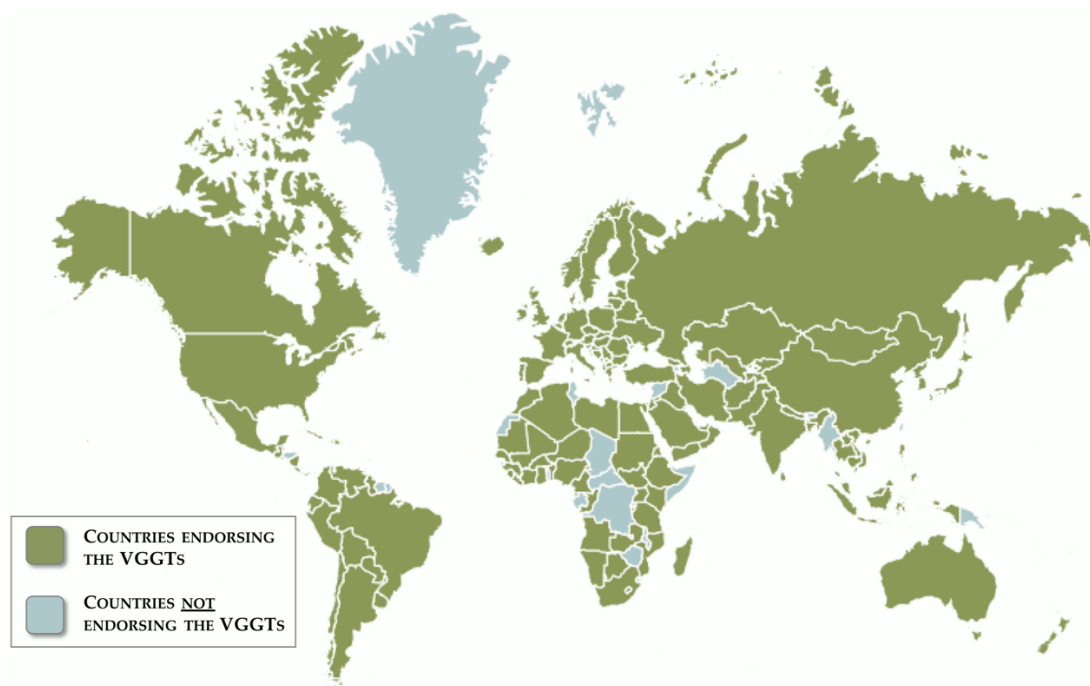 COUNTRIES ENDORSING
THE VGGTS
COUNTRIES NOT
ENDORSING THE VGGTS